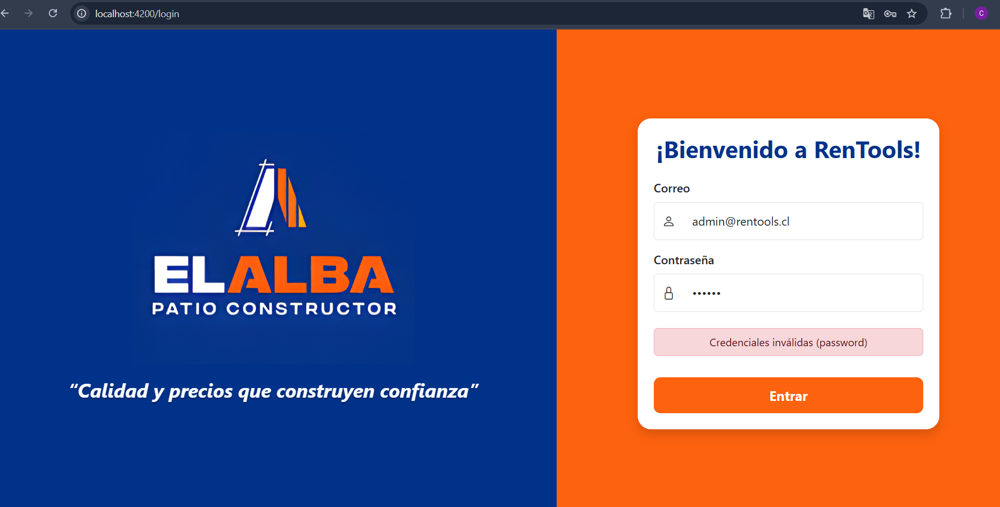 localhost:4200/login
C
ELALBA
PATIO CONSTRUCTOR
“Calidad y precios que construyen confianza”
¡Bienvenido a RenTools!
Correo
admin@rentools.cl
Contraseña
••••••
Credenciales inválidas (password)
Entrar